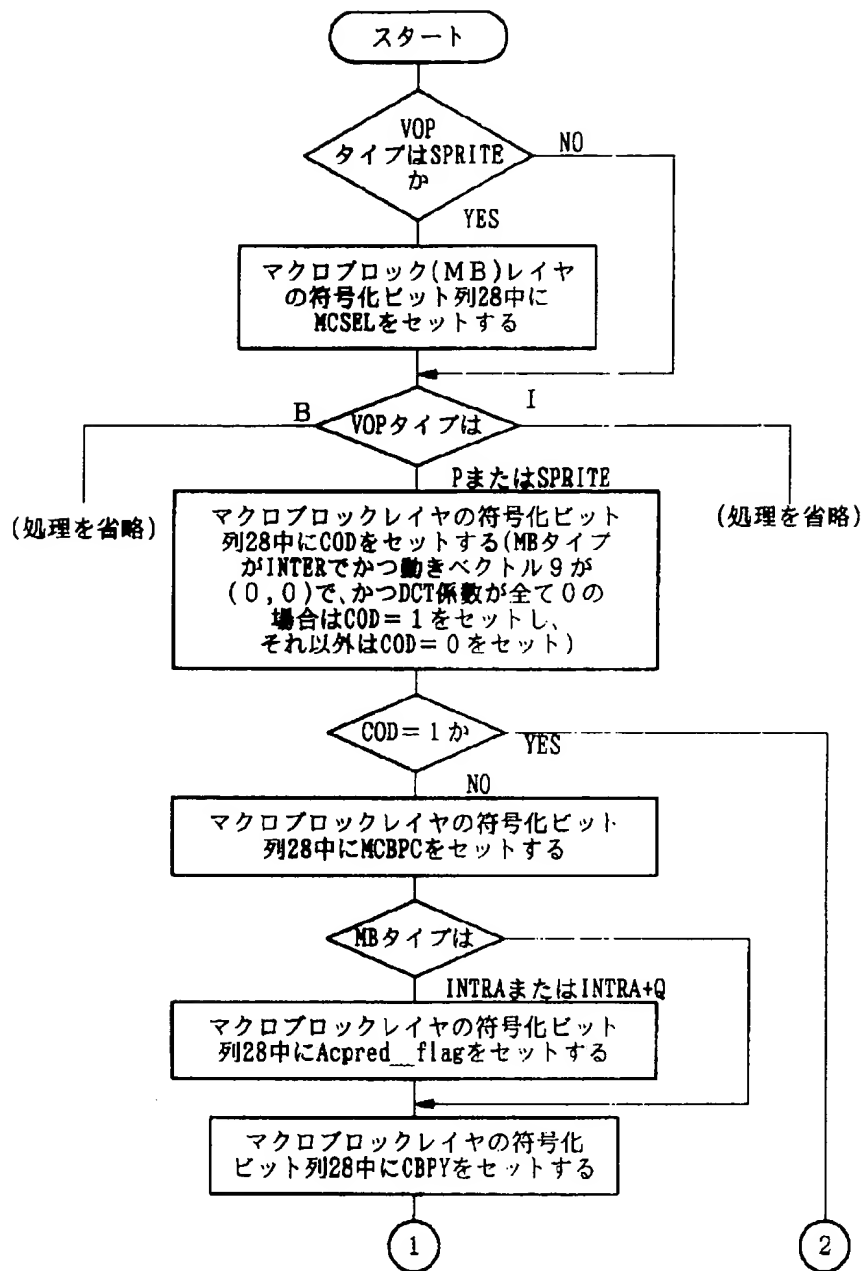 スタート
VOP
タイプはSPRITE
か
NO
YES
マクロブロック(MB)レイヤ
の符号化ビット列28中に
MCSELをセットする
B
VOPタイプは
I
PまたはSPRITE
(処理を省略)
(処理を省略)
マクロブロックレイヤの符号化ビット
列28中にCODをセットする(MBタイプ
がINTERでかつ動きベクトル9が
(0,0)で、かつDCT係数が全て0の
場合はCOD=1をセットし、
それ以外はCOD=0をセット)
COD=1か
YES
NO
マクロブロックレイヤの符号化ビット
列28中にMCBPCをセットする
MBタイプは
INTRAまたはINTRA+Q
マクロブロックレイヤの符号化ビット
列28中にAcpred_flagをセットする
マクロブロックレイヤの符号化
ビット列28中にCBPYをセットする
1
2